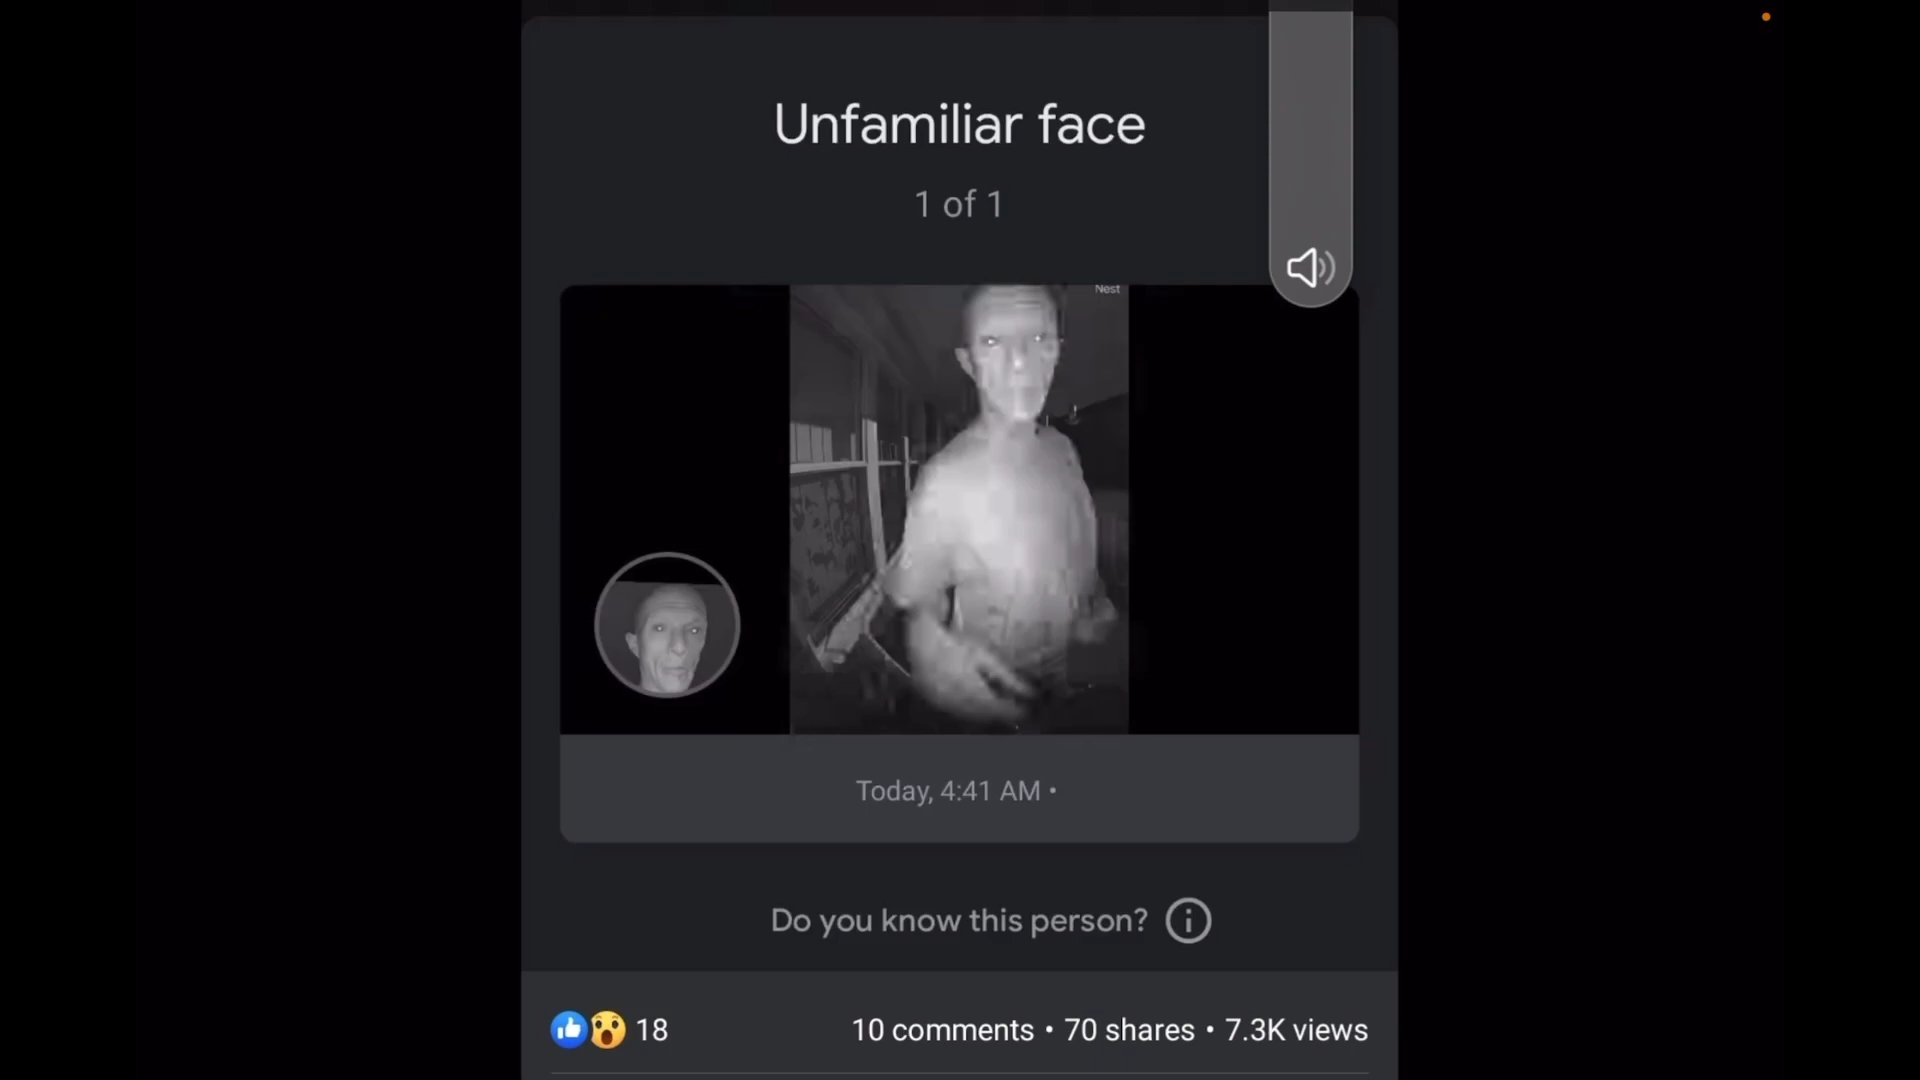 Unfamiliar face
1 of 1
Nest
Today, 4:41 AM •
Do you know this person?
18
10 comments • 70 shares • 7.3K views